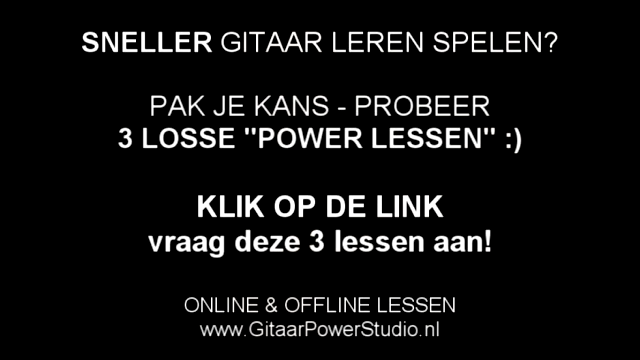 SNELLER GITAAR LEREN SPELEN?
PAK JE KANS - PROBEER
3 LOSSE "POWER LESSEN" :)
KLIK OP DE LINK
vraag deze 3 lessen aan!
ONLINE & OFFLINE LESSEN
www.GitaarPowerStudio.nl